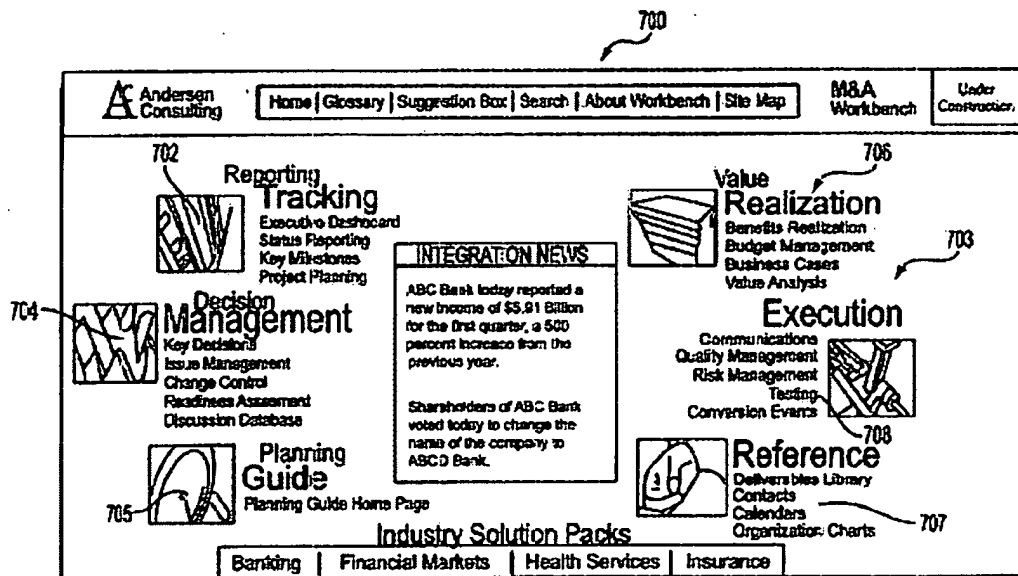 700
Andersen
Consulting
Home | Glossary | Suggestion Box | Search | About Workbench | Site Map
M&A
Workbench
Under
Construction
702
Reporting
Tracking
Executive Dashboard
Status Reporting
Key Milestones
Project Planning
704
Decision
Management
Key Decisions
Issue Management
Change Control
Readiness Assesment
Discussion Database
705
Planning
Guide
Planning Guide Home Page
INTEGRATION NEWS
ABC Bank today reported a
new income of $5.91 Billion
for the first quarter, a 500
percent increase from the
previous year.
Shareholders of ABC Bank
voted today to change the
name of the company to
ABCD Bank.
706
Value
Realization
Benefits Realization
Budget Management
Business Cases
Value Analysis
703
Execution
Communications
Quality Management
Risk Management
Testing
Conversion Events
708
Reference
Deliverables Library
Contacts
Calendars
Organization Charts
707
Industry Solution Packs
Banking | Financial Markets | Health Services | Insurance